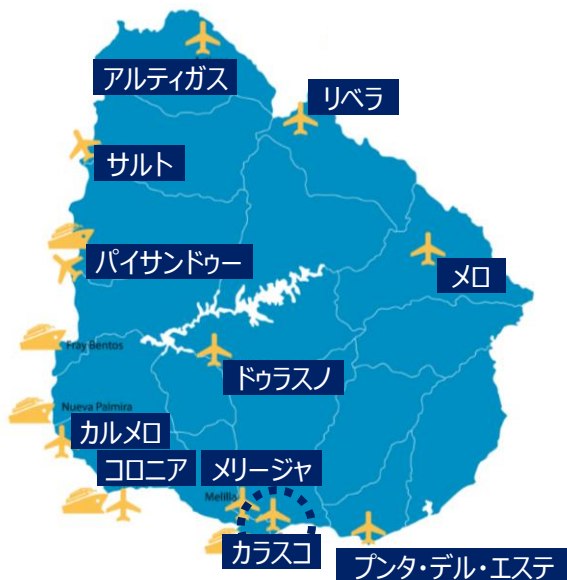 アルティガス
リベラ
サルト
パイサンドゥー
メロ
Fray Bentos
ドゥラスノ
Nueva Palmira
カルメロ
コロニア
メリージャ
Melilla
カラスコ
プンタ・デル・エステ